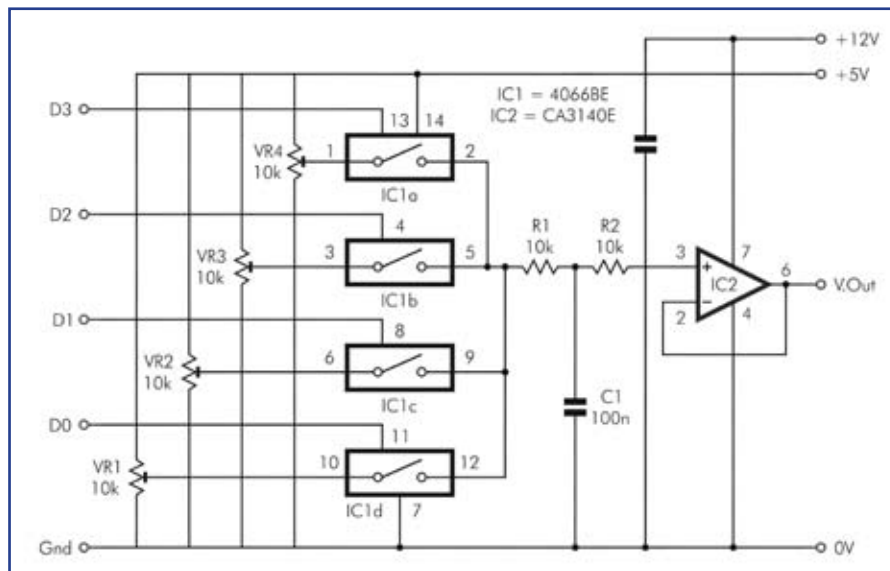 +12V
+5V
IC1 = 4066BE
IC2 = CA3140E
D3
13 14
VR4
10k
1
2
IC1a
D2
4
VR3
10k
3
5
IC1b
R1
10k
R2
10k
3
+
7
IC2
6
V.Out
2
−
4
D1
8
VR2
10k
6
9
IC1c
C1
100n
D0
11
VR1
10k
10
12
IC1d
7
Gnd
0V